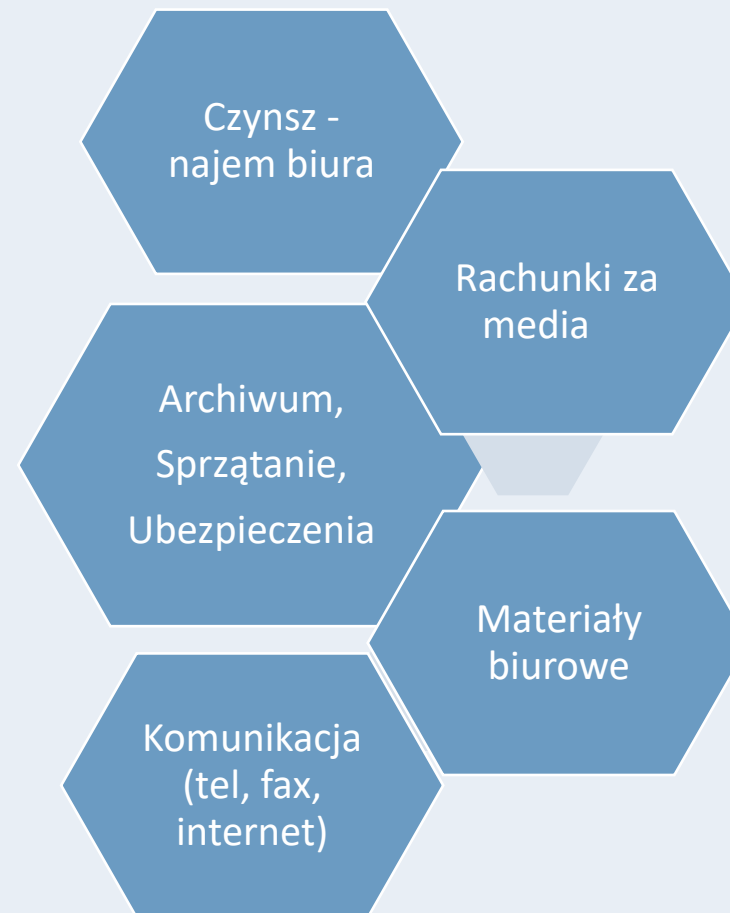 Czynsz -
najem biura
Rachunki za
media
Archiwum,
Sprzątanie,
Ubezpieczenia
Materiały
biurowe
Komunikacja
(tel, fax,
internet)